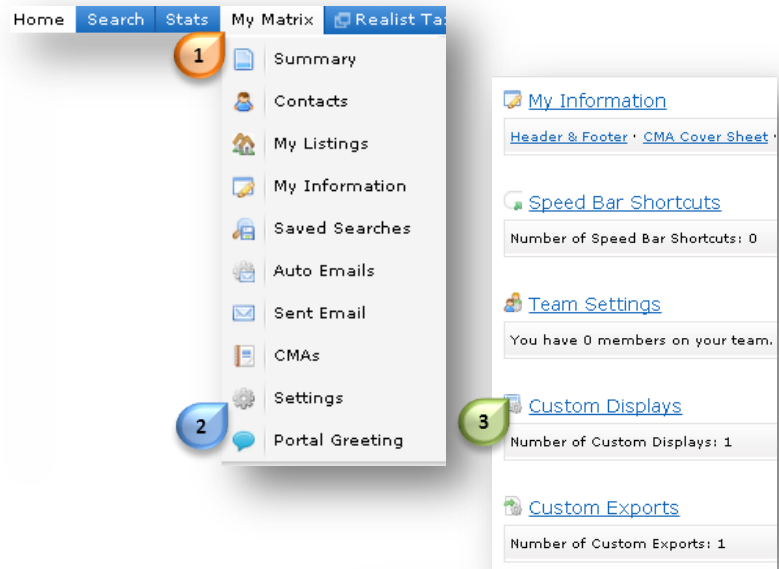 Home Search Stats My Matrix Realist Ta
1
Summary
Contacts
My Listings
My Information
Saved Searches
Auto Emails
Sent Email
CMAs
Settings
2
Portal Greeting
My Information
Header & Footer · CMA Cover Sheet ·
Speed Bar Shortcuts
Number of Speed Bar Shortcuts: 0
Team Settings
You have 0 members on your team.
Custom Displays
3
Number of Custom Displays: 1
Custom Exports
Number of Custom Exports: 1